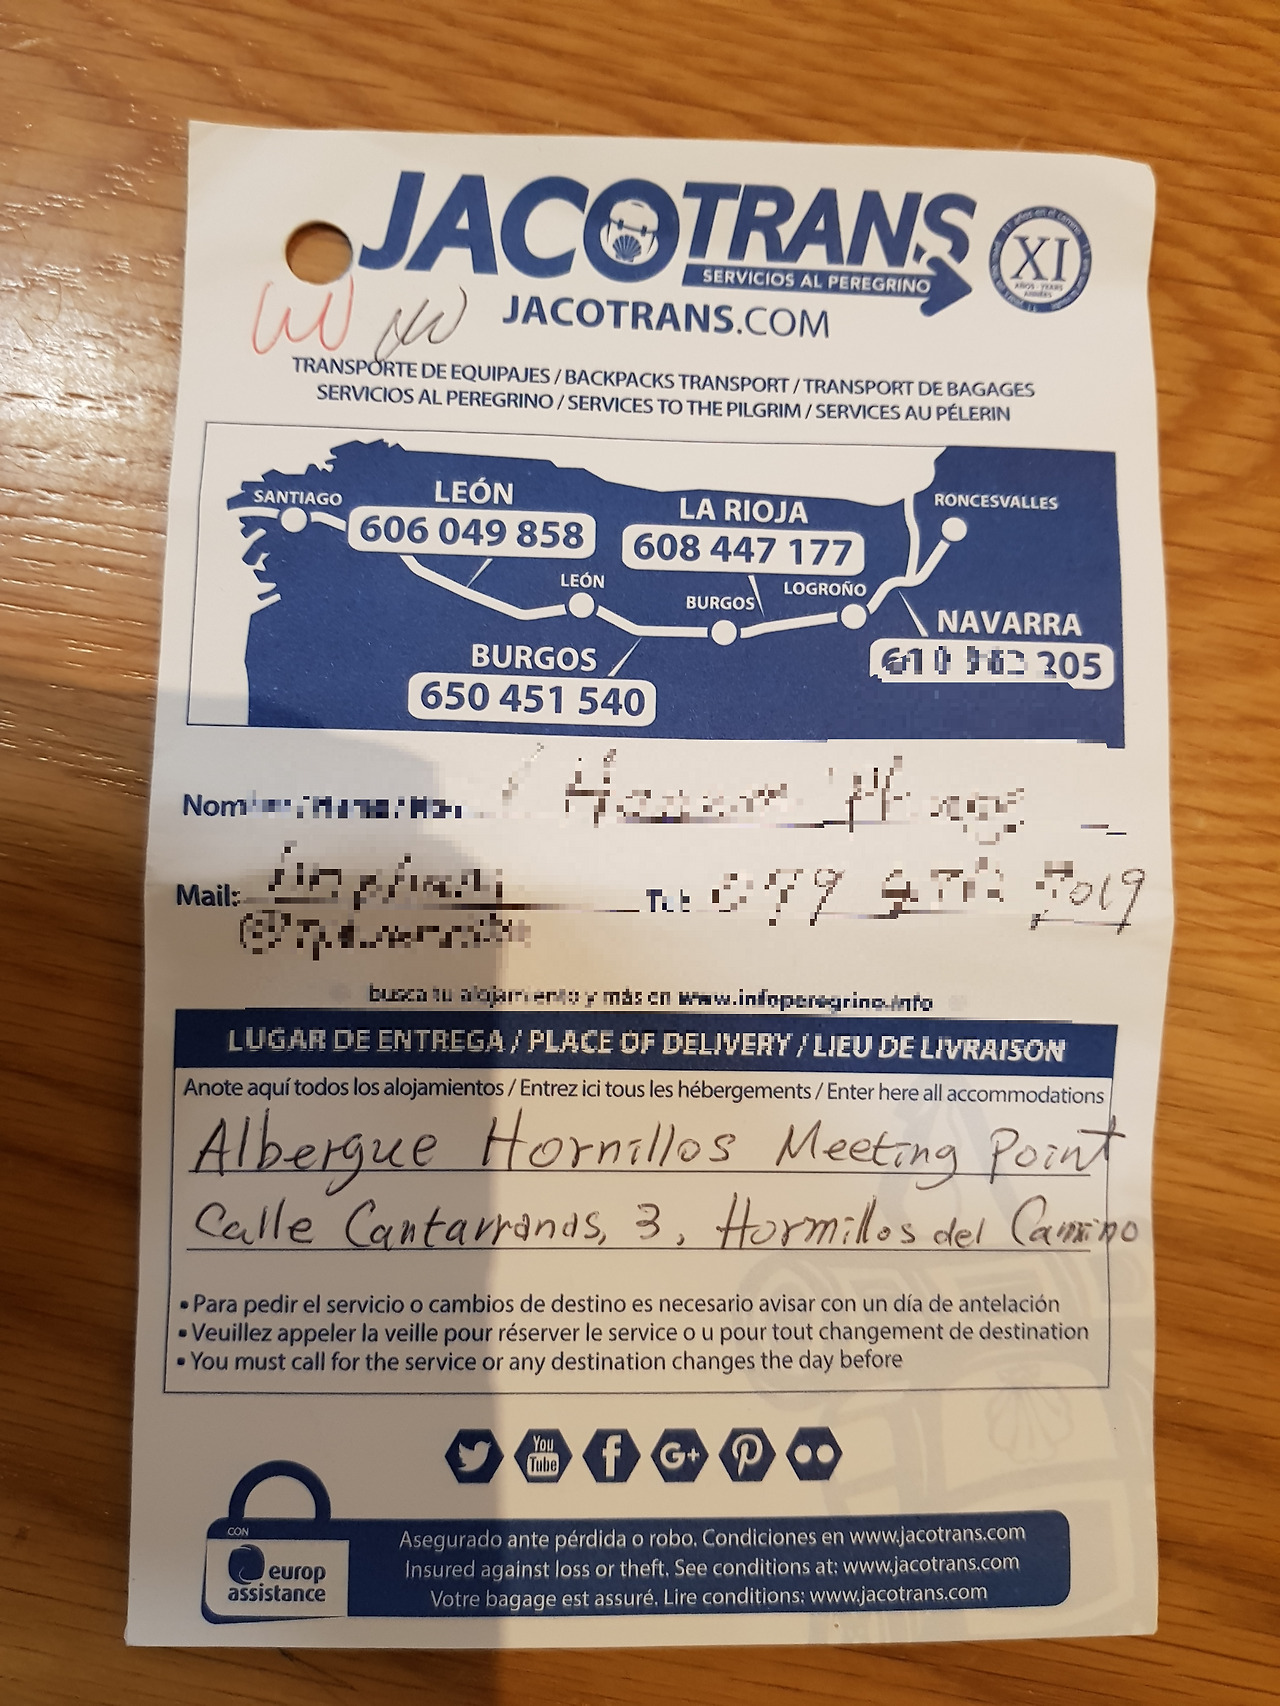 JACOTRANS
SERVICIOS AL PEREGRINO
XI
AÑOS - YEARS
ANNÉES
JACOTRANS.COM
TRANSPORTE DE EQUIPAJES / BACKPACKS TRANSPORT / TRANSPORT DE BAGAGES
SERVICIOS AL PEREGRINO / SERVICES TO THE PILGRIM / SERVICES AU PÉLERIN
SANTIAGO
LEÓN
606 049 858
LA RIOJA
608 447 177
RONCESVALLES
LEÓN
BURGOS
LOGROÑO
NAVARRA
205
BURGOS
650 451 540
Mail:
busca tu alojamiento y más en www.infoperegrino.info
LUGAR DE ENTREGA / PLACE OF DELIVERY / LIEU DE LIVRAISON
Anote aquí todos los alojamientos / Entrez ici tous les hébergements / Enter here all accommodations
Albergue Hornillos Meeting Point
Calle Cantarranas, 3, Hormillos del Camino
• Para pedir el servicio o cambios de destino es necesario avisar con un día de antelación
• Veuillez appeler la veille pour réserver le service o u pour tout changement de destination
• You must call for the service or any destination changes the day before
You
Tube
f
G+
CON
europ
assistance
Asegurado ante pérdida o robo. Condiciones en www.jacotrans.com
Insured against loss or theft. See conditions at: www.jacotrans.com
Votre bagage est assuré. Lire conditions: www.jacotrans.com